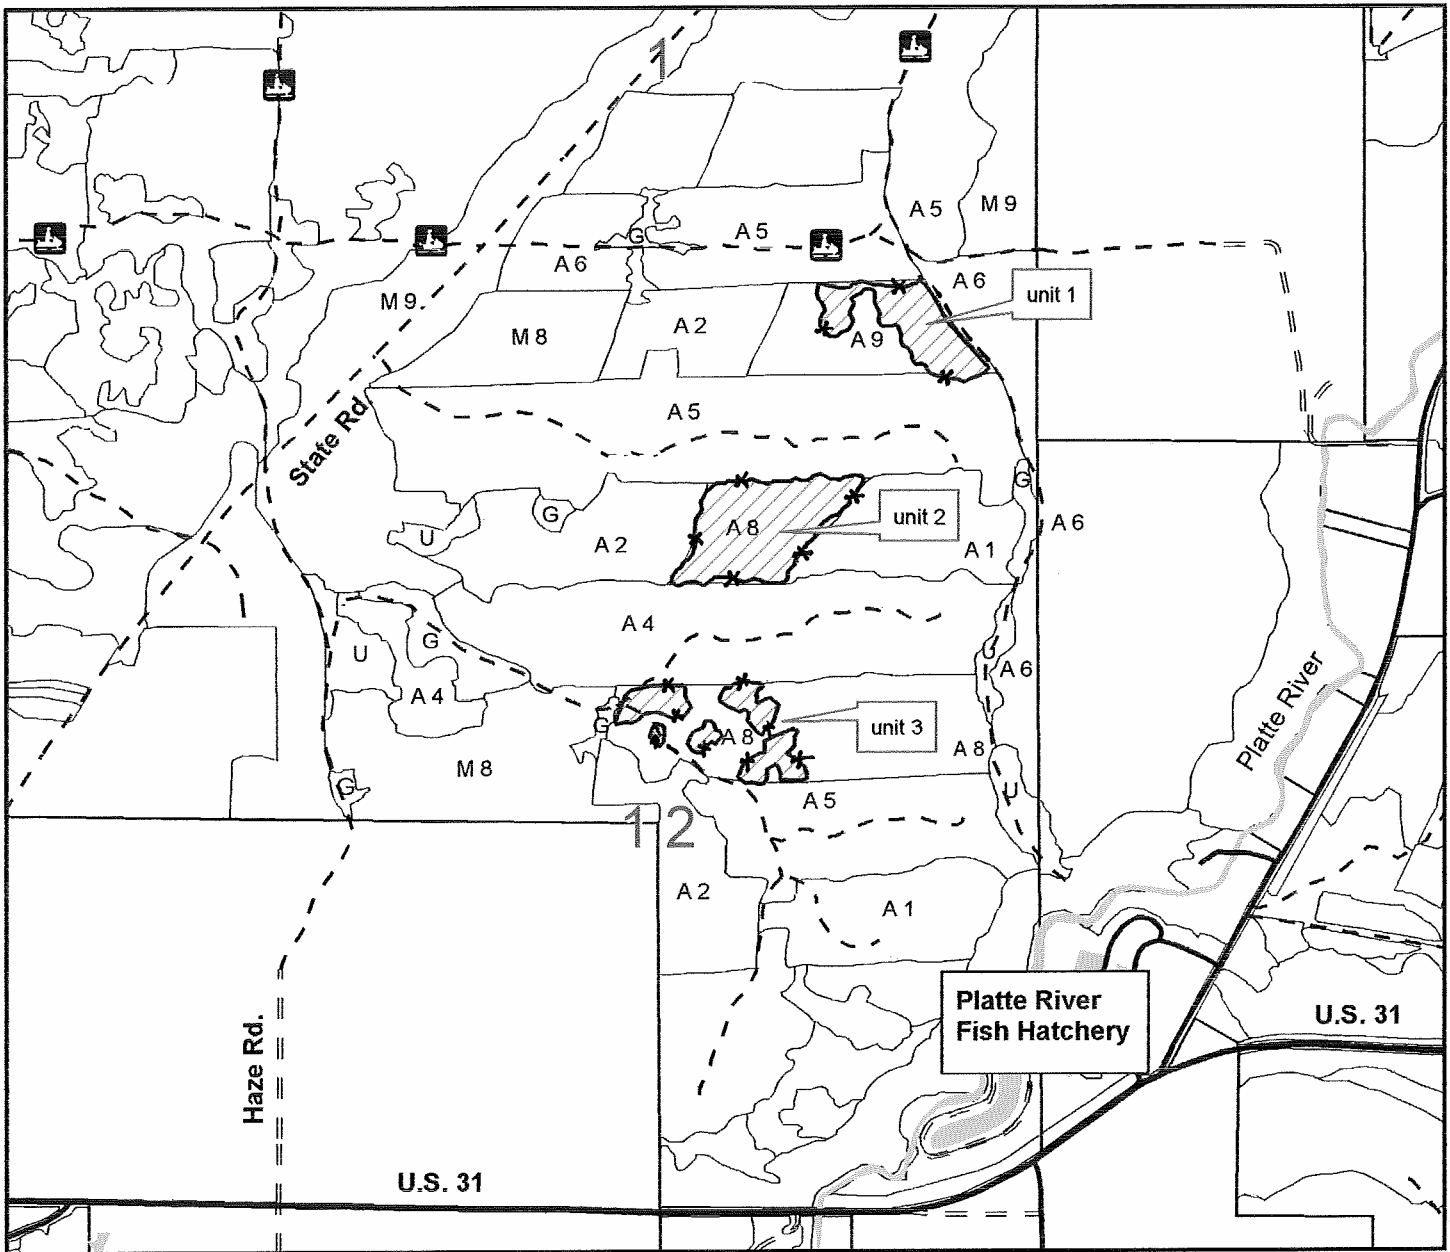 1
A 5
M 9
G
A 5
A 6
A 6
unit 1
M 9
M 8
A 2
A 9
A 5
State Rd.
G
G
A 8
unit 2
A 6
U
A 2
A 1
A 4
G
U
U
A 6
A 4
Platte River
G
A 8
unit 3
A 8
M 8
G
U
A 5
12
A 2
A 1
Platte River
Fish Hatchery
U.S. 31
Haze Rd.
U.S. 31